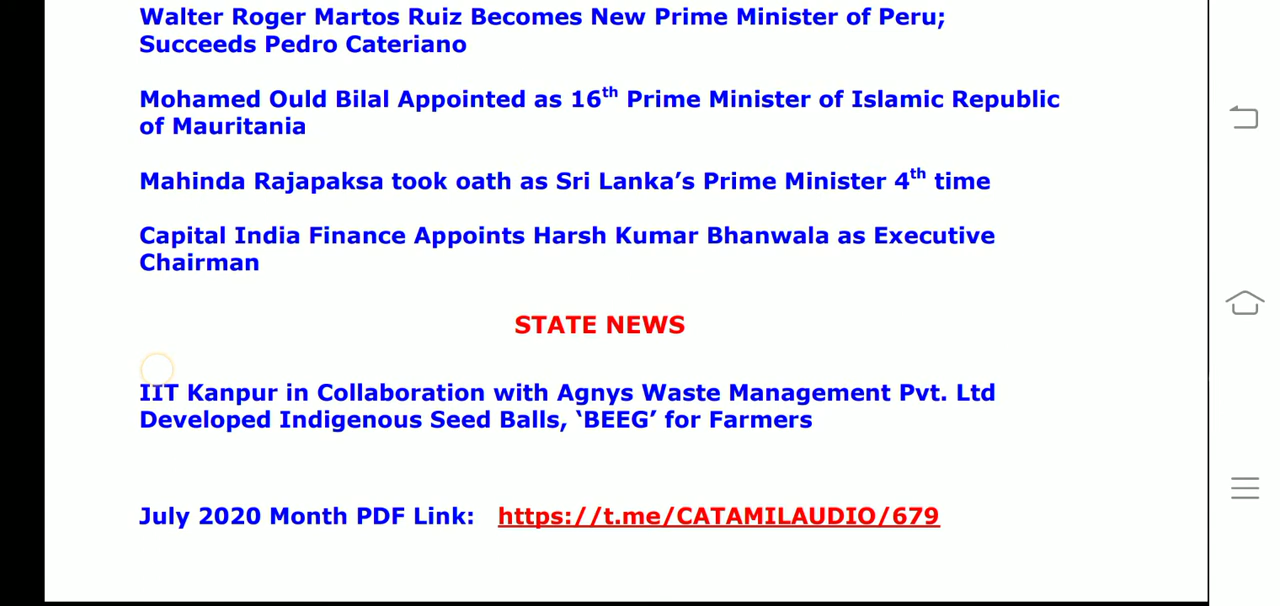 Walter Roger Martos Ruiz Becomes New Prime Minister of Peru;
Succeeds Pedro Cateriano
Mohamed Ould Bilal Appointed as 16th Prime Minister of Islamic Republic
of Mauritania
Mahinda Rajapaksa took oath as Sri Lanka’s Prime Minister 4th time
Capital India Finance Appoints Harsh Kumar Bhanwala as Executive
Chairman
STATE NEWS
IIT Kanpur in Collaboration with Agnys Waste Management Pvt. Ltd
Developed Indigenous Seed Balls, ‘BEEG’ for Farmers
July 2020 Month PDF Link: https://t.me/CATAMILAUDIO/679